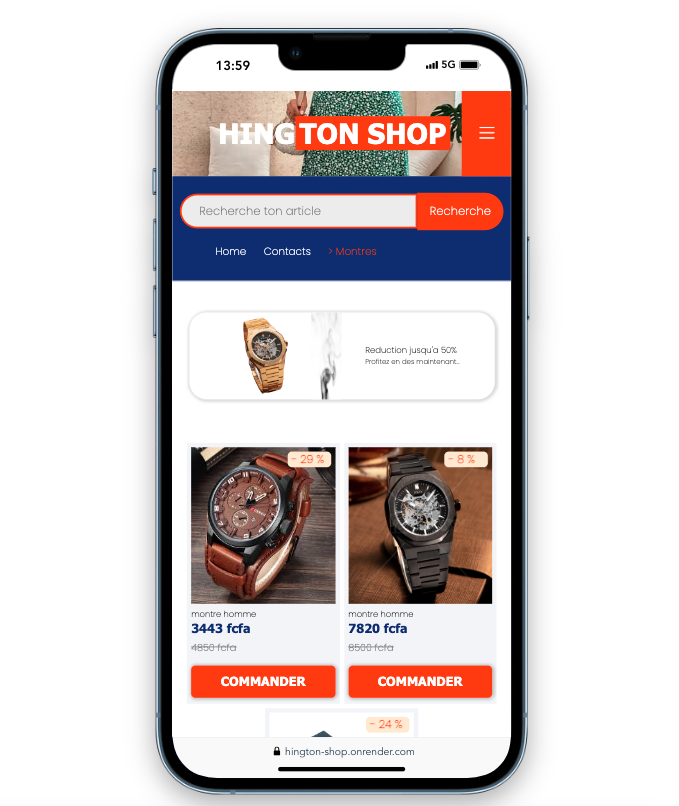 13:59
5G
HINGTON SHOP
Recherche ton article
Recherche
Home
Contacts
> Montres
Reduction jusqu'a 50%
Profitez en des maintenant..
- 29 %
- 8 %
montre homme
3443 fcfa
4850 fcfa
COMMANDER
montre homme
7820 fcfa
8500 fcfa
COMMANDER
- 24 %
hington-shop.onrender.com